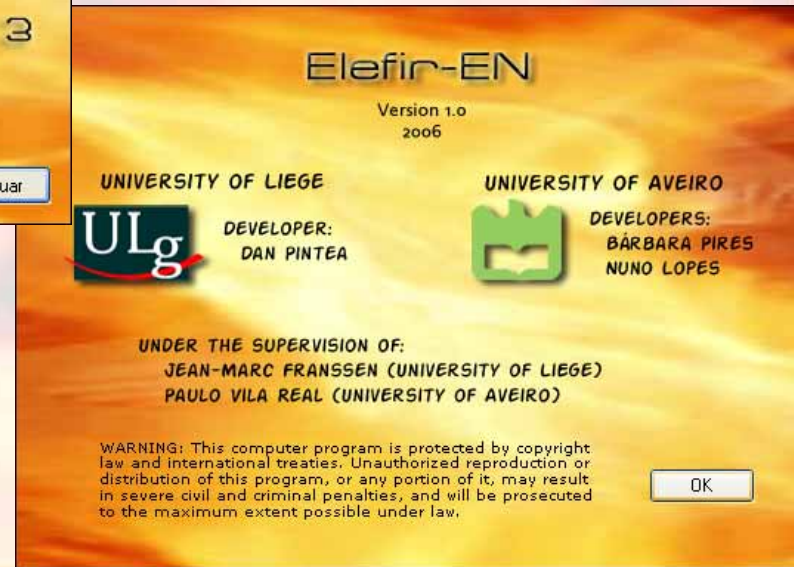 3
Elefir-EN
Version 1.0
2006
UNIVERSITY OF LIEGE
ULg
DEVELOPER:
DAN PINTEA
UNIVERSITY OF AVEIRO
DEVELOPERS:
BÁRBARA PIRES
NUNO LOPES
UNDER THE SUPERVISION OF:
JEAN-MARC FRANSSEN (UNIVERSITY OF LIEGE)
PAULO VILA REAL (UNIVERSITY OF AVEIRO)
WARNING: This computer program is protected by copyright
law and international treaties. Unauthorized reproduction or
distribution of this program, or any portion of it, may result
in severe civil and criminal penalties, and will be prosecuted
to the maximum extent possible under law.
OK